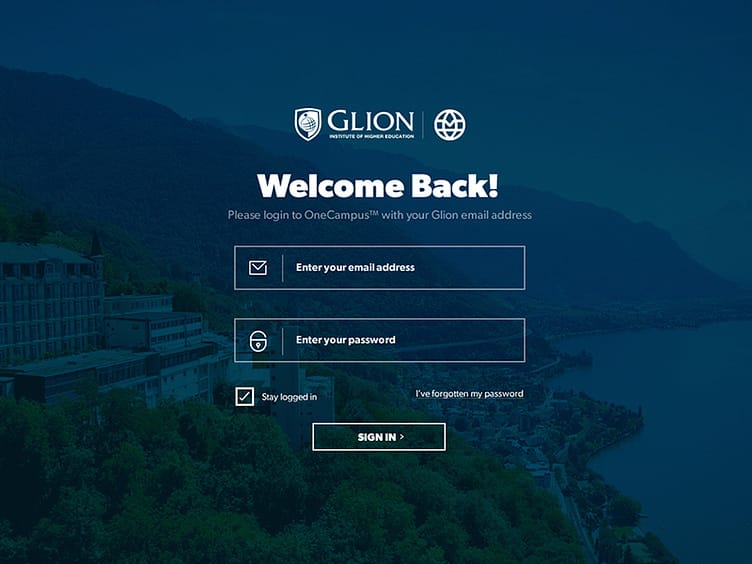 GLION
INSTITUTE OF HIGHER EDUCATION
Welcome Back!
Please login to OneCampus™ with your Glion email address
Enter your email address
Enter your password
Stay logged in
I've forgotten my password
SIGN IN >